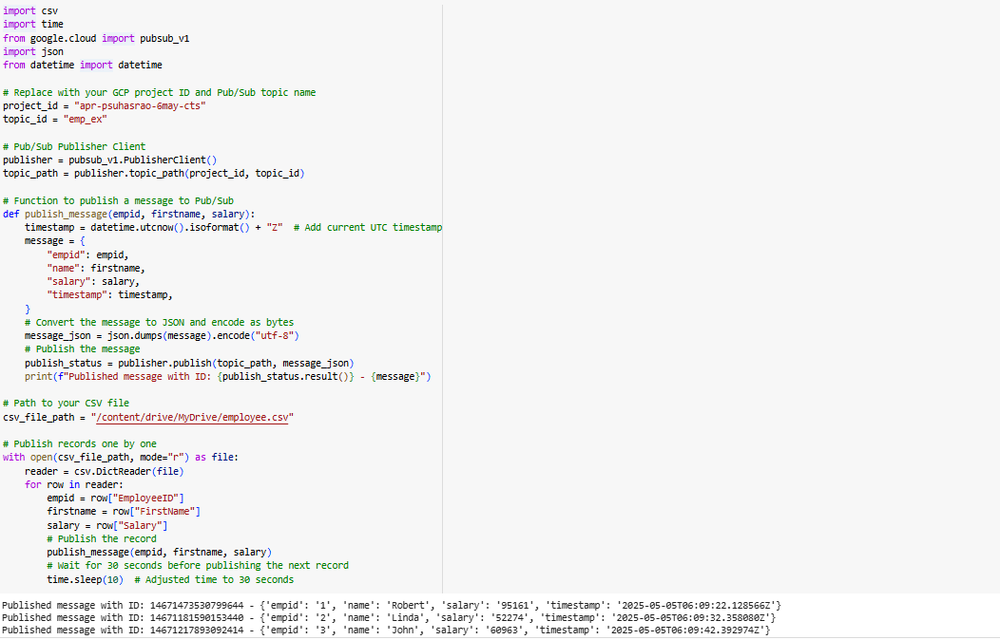 import csv
import time
from google.cloud import pubsub_v1
import json
from datetime import datetime
# Replace with your GCP project ID and Pub/Sub topic name
project_id = "apr-psuhasrao-6may-cts"
topic_id = "emp_ex"
# Pub/Sub Publisher Client
publisher = pubsub_v1.PublisherClient()
topic_path = publisher.topic_path(project_id, topic_id)
# Function to publish a message to Pub/Sub
def publish_message(empid, firstname, salary):
    timestamp = datetime.utcnow().isoformat() + "Z"  # Add current UTC timestamp
    message = {
        "empid": empid,
        "name": firstname,
        "salary": salary,
        "timestamp": timestamp,
    }
    # Convert the message to JSON and encode as bytes
    message_json = json.dumps(message).encode("utf-8")
    # Publish the message
    publish_status = publisher.publish(topic_path, message_json)
    print(f"Published message with ID: {publish_status.result()} - {message}")
# Path to your CSV file
csv_file_path = "/content/drive/MyDrive/employee.csv"
# Publish records one by one
with open(csv_file_path, mode="r") as file:
    reader = csv.DictReader(file)
    for row in reader:
        empid = row["EmployeeID"]
        firstname = row["FirstName"]
        salary = row["Salary"]
        # Publish the record
        publish_message(empid, firstname, salary)
        # Wait for 30 seconds before publishing the next record
        time.sleep(10)  # Adjusted time to 30 seconds
Published message with ID: 14671473530799644 - {'empid': '1', 'name': 'Robert', 'salary': '95161', 'timestamp': '2025-05-05T06:09:22.128566Z'}
Published message with ID: 14671181590153440 - {'empid': '2', 'name': 'Linda', 'salary': '52274', 'timestamp': '2025-05-05T06:09:32.358080Z'}
Published message with ID: 14671217893092414 - {'empid': '3', 'name': 'John', 'salary': '60963', 'timestamp': '2025-05-05T06:09:42.392974Z'}